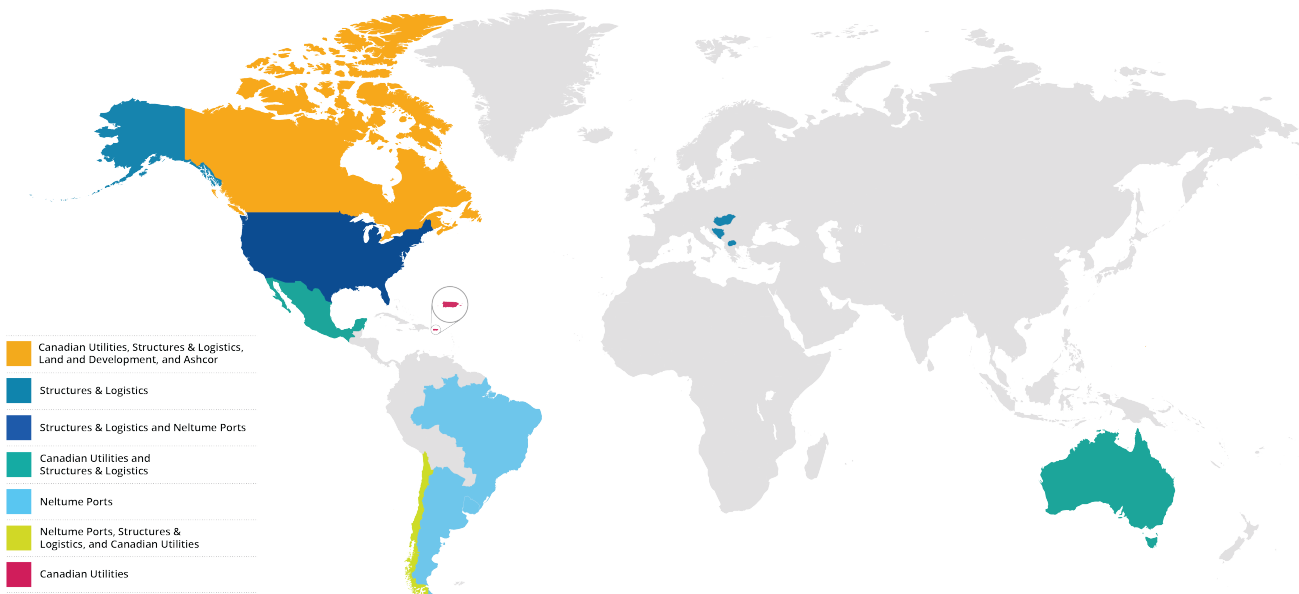 Canadian Utilities, Structures & Logistics,
Land and Development, and Ashcor
Structures & Logistics
Structures & Logistics and Neltume Ports
Canadian Utilities and
Structures & Logistics
Neltume Ports
Neltume Ports, Structures &
Logistics, and Canadian Utilities
Canadian Utilities